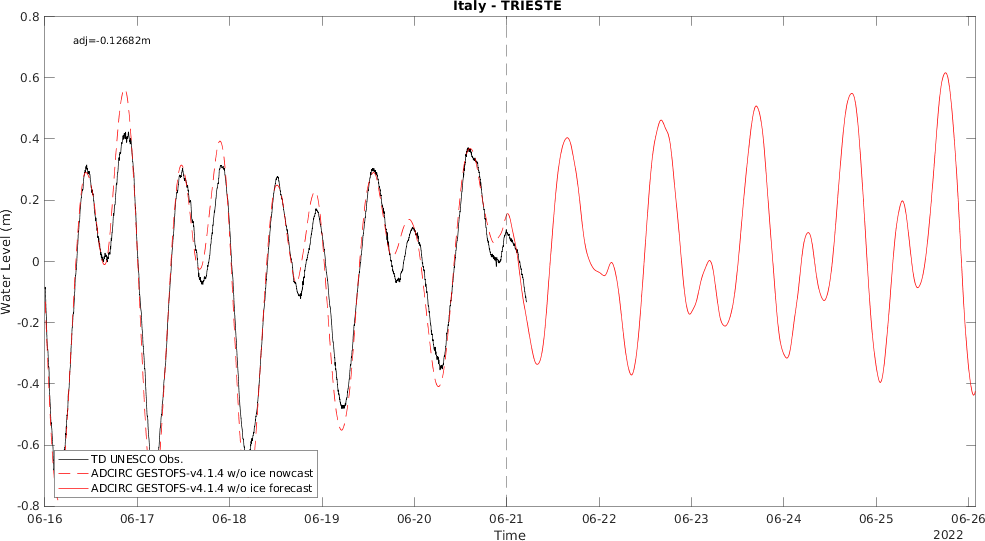 Italy - TRIESTE
adj=-0.12682m
0.8
0.6
0.4
0.2
0
-0.2
-0.4
-0.6
-0.8
Water Level (m)
TD UNESCO Obs.
ADCIRC GESTOFS-v4.1.4 w/o ice nowcast
ADCIRC GESTOFS-v4.1.4 w/o ice forecast
06-16 06-17 06-18 06-19 06-20 06-21 06-22 06-23 06-24 06-25 06-26
Time
2022